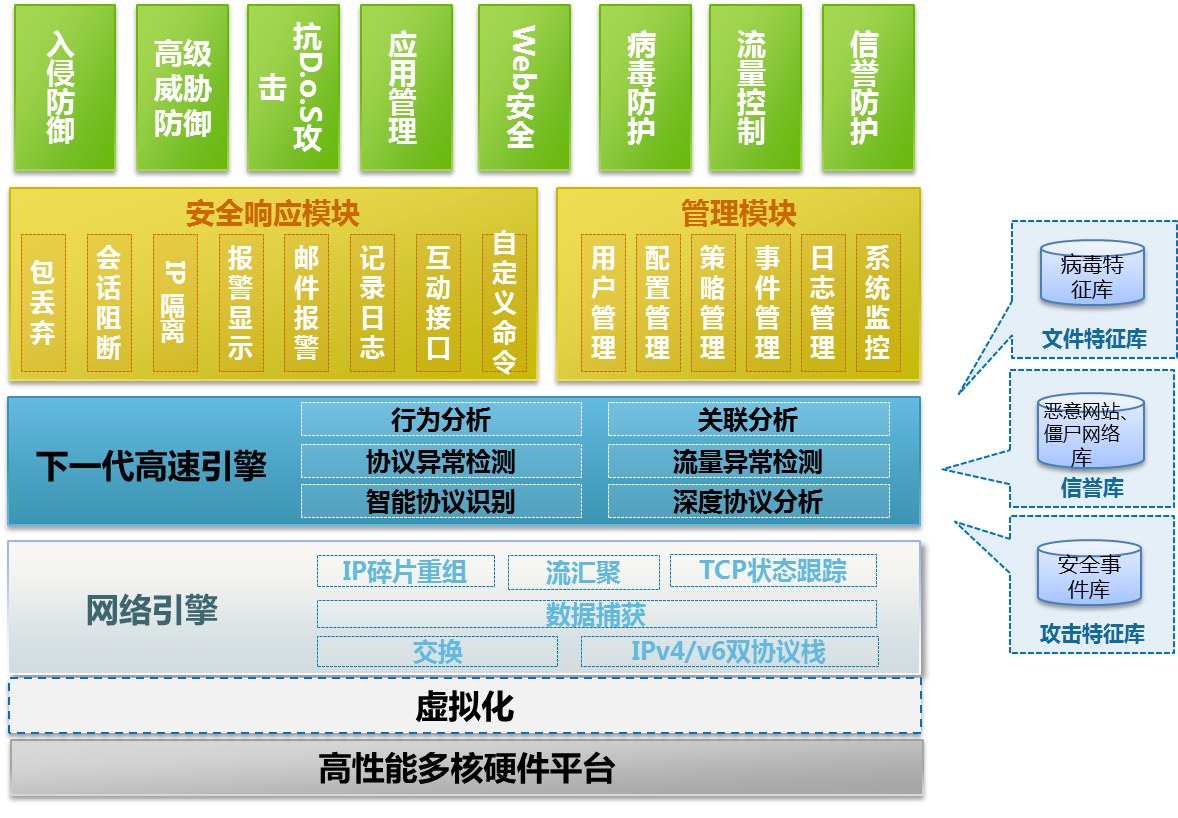 入侵防御
高级
威胁
防御
抗D.o.S攻
击
应用管理
Web安全
病毒防护
流量控制
信誉防护
安全响应模块
包丢弃
会话阻断
IP隔离
报警显示
邮件报警
记录日志
互动接口
自定义命令
管理模块
用户管理
配置管理
策略管理
事件管理
日志管理
系统监控
下一代高速引擎
行为分析
关联分析
协议异常检测
流量异常检测
智能协议识别
深度协议分析
网络引擎
IP碎片重组
流汇聚
TCP状态跟踪
数据捕获
交换
IPv4/v6双协议栈
虚拟化
高性能多核硬件平台
病毒特
征库
文件特征库
恶意网站、
僵尸网络
库
信誉库
安全事
件库
攻击特征库